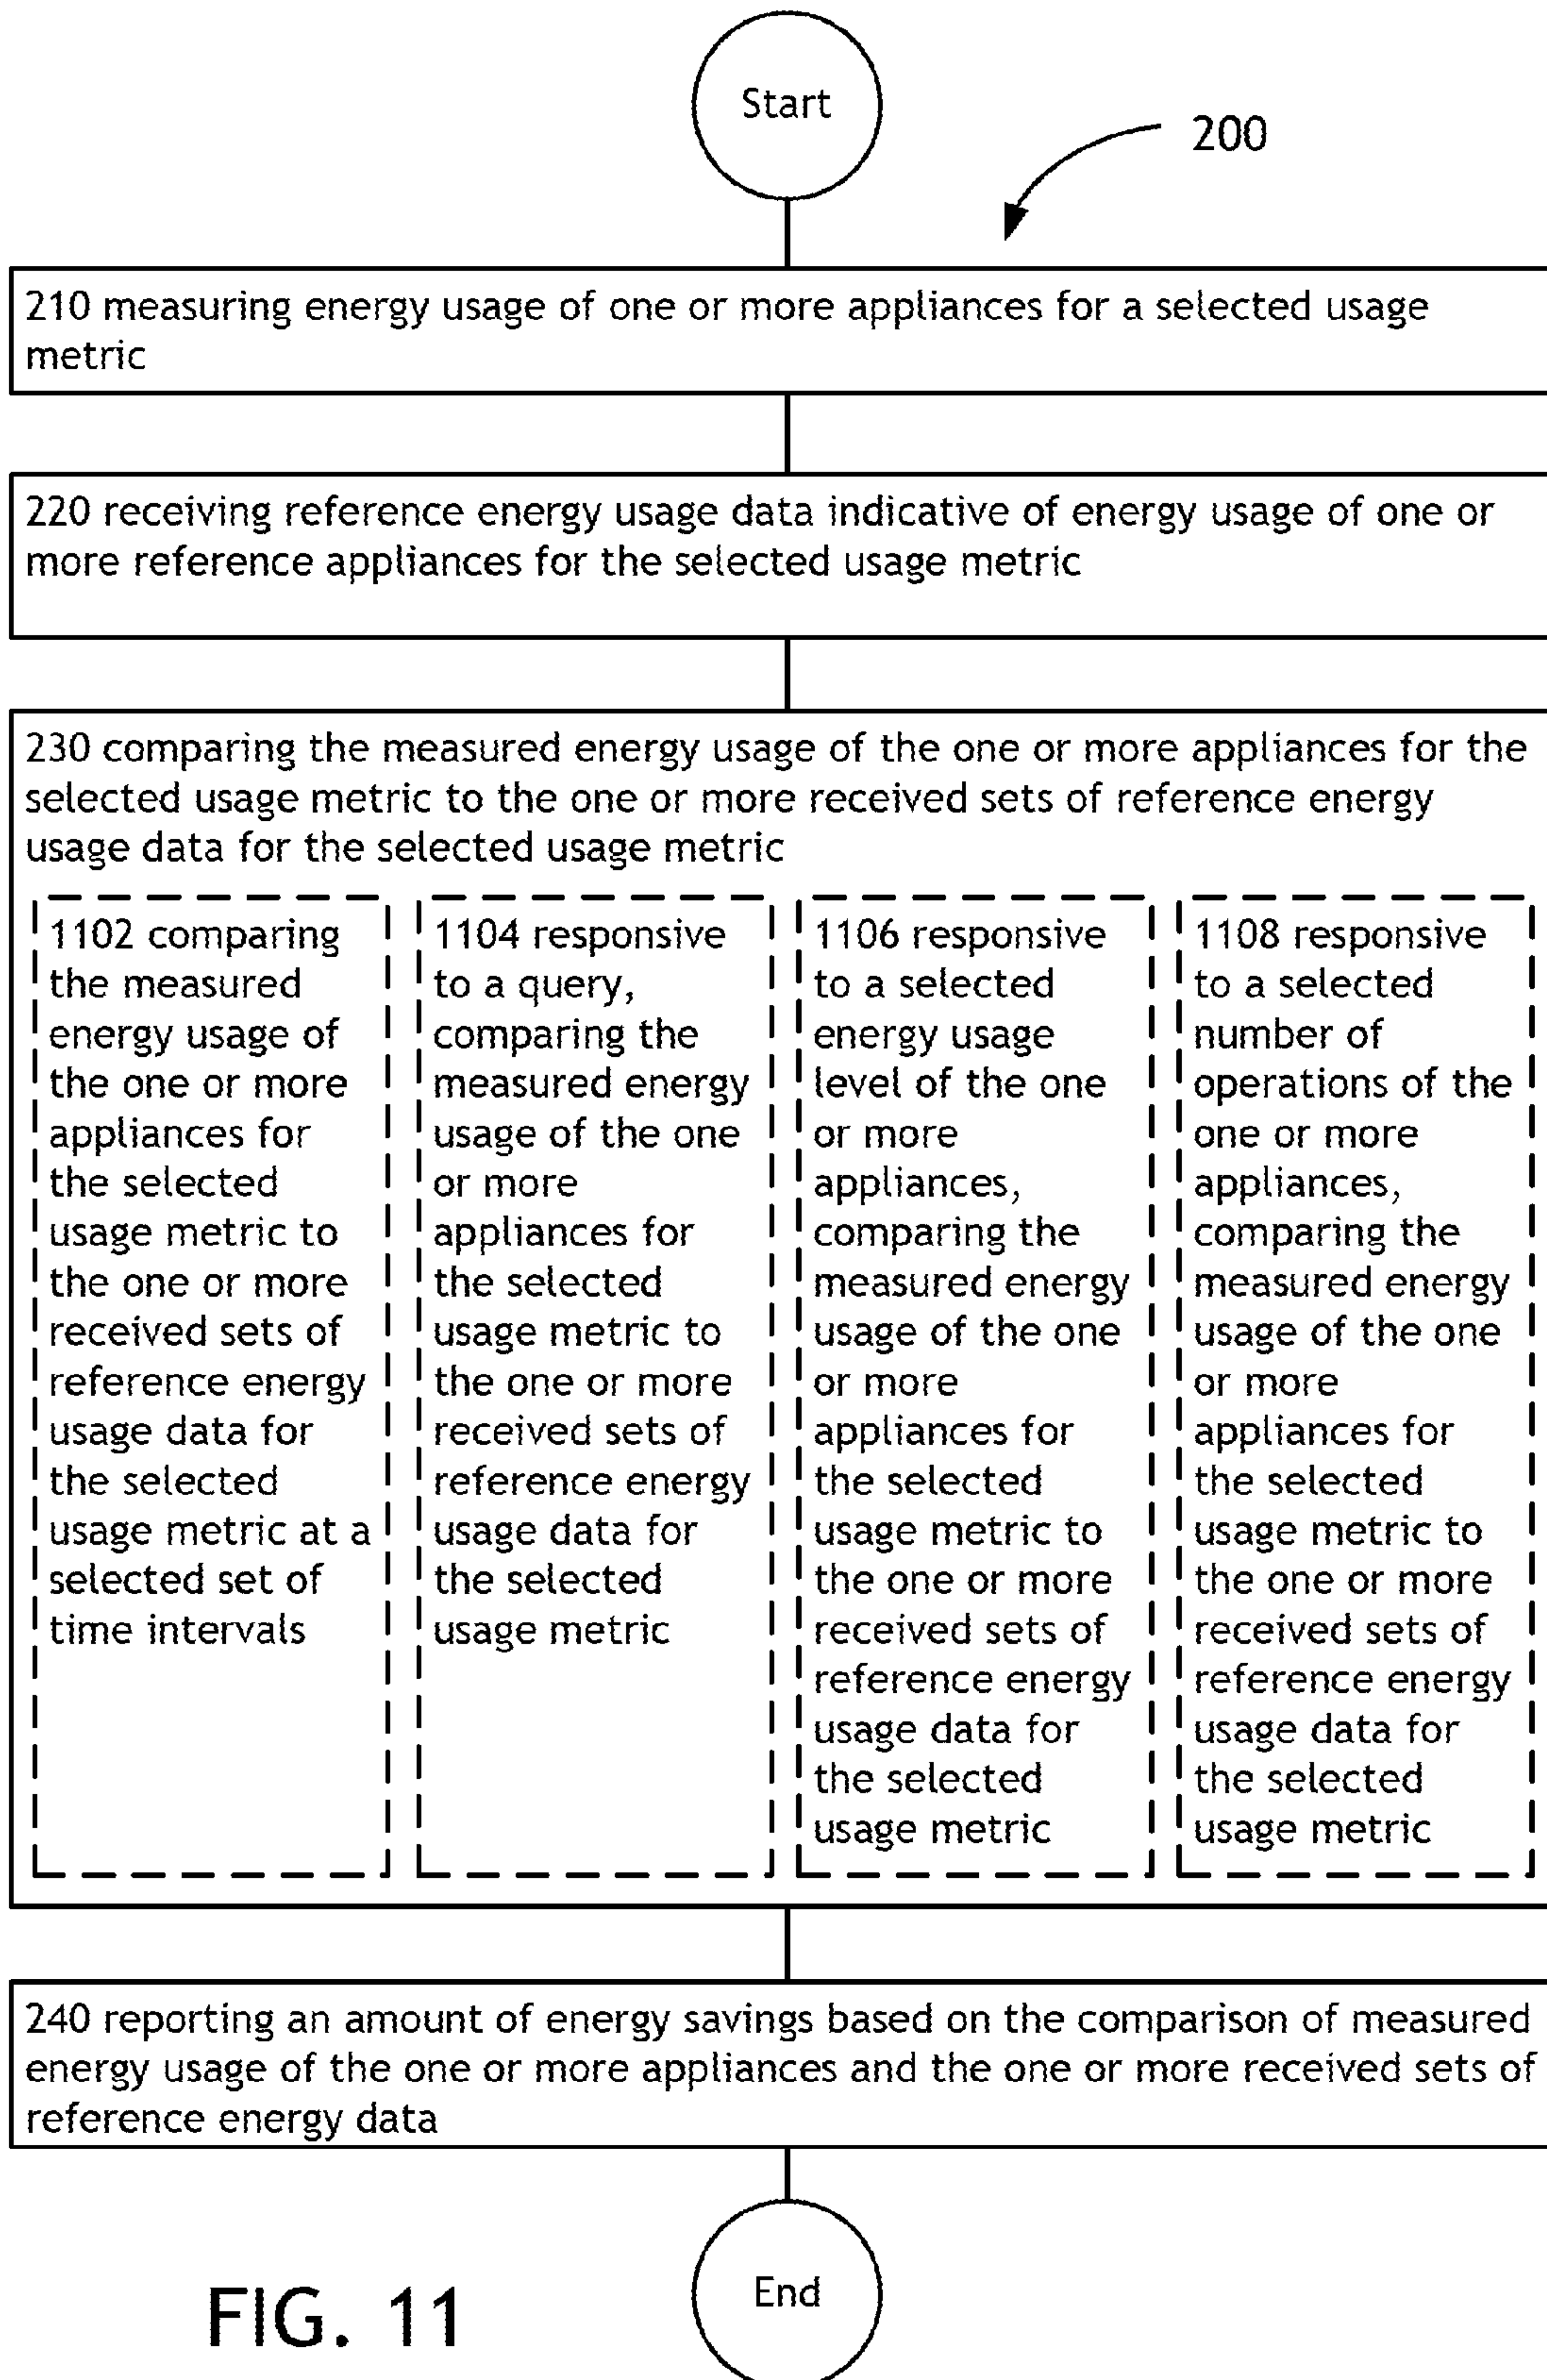 Start
200
210 measuring energy usage of one or more appliances for a selected usage
metric
220 receiving reference energy usage data indicative of energy usage of one or
more reference appliances for the selected usage metric
230 comparing the measured energy usage of the one or more appliances for the
selected usage metric to the one or more received sets of reference energy
usage data for the selected usage metric
1102 comparing
the measured
energy usage of
the one or more
appliances for
the selected
usage metric to
the one or more
received sets of
reference energy
usage data for
the selected
usage metric at a
selected set of
time intervals
1104 responsive
to a query,
comparing the
measured energy
usage of the one
or more
appliances for
the selected
usage metric to
the one or more
received sets of
reference energy
usage data for
the selected
usage metric
1106 responsive
to a selected
energy usage
level of the one
or more
appliances,
comparing the
measured energy
usage of the one
or more
appliances for
the selected
usage metric to
the one or more
received sets of
reference energy
usage data for
the selected
usage metric
1108 responsive
to a selected
number of
operations of the
one or more
appliances,
comparing the
measured energy
usage of the one
or more
appliances for
the selected
usage metric to
the one or more
received sets of
reference energy
usage data for
the selected
usage metric
240 reporting an amount of energy savings based on the comparison of measured
energy usage of the one or more appliances and the one or more received sets of
reference energy data
End
FIG. 11